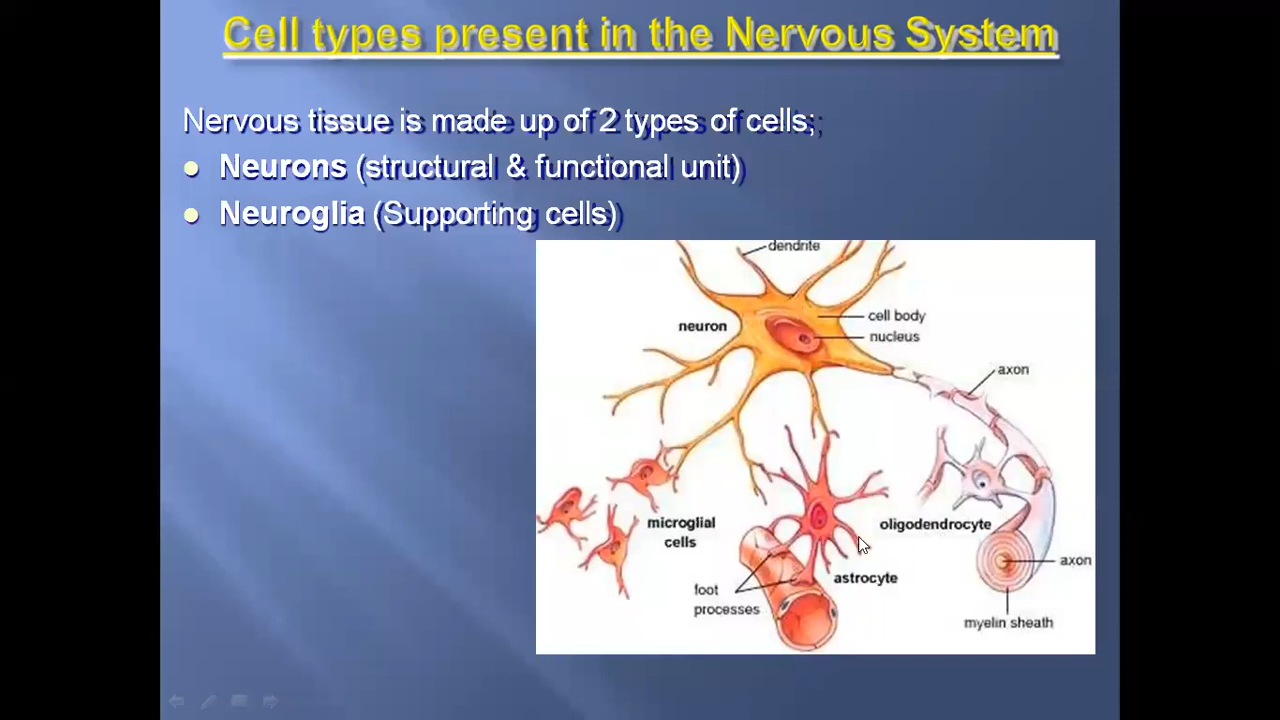 Cell types present in the Nervous System
Nervous tissue is made up of 2 types of cells;
Neurons (structural & functional unit)
Neuroglia (Supporting cells)
dendrite
cell body
neuron
nucleus
axon
microglial
cells
oligodendrocyte
axon
astrocyte
foot
processes
myelin sheath